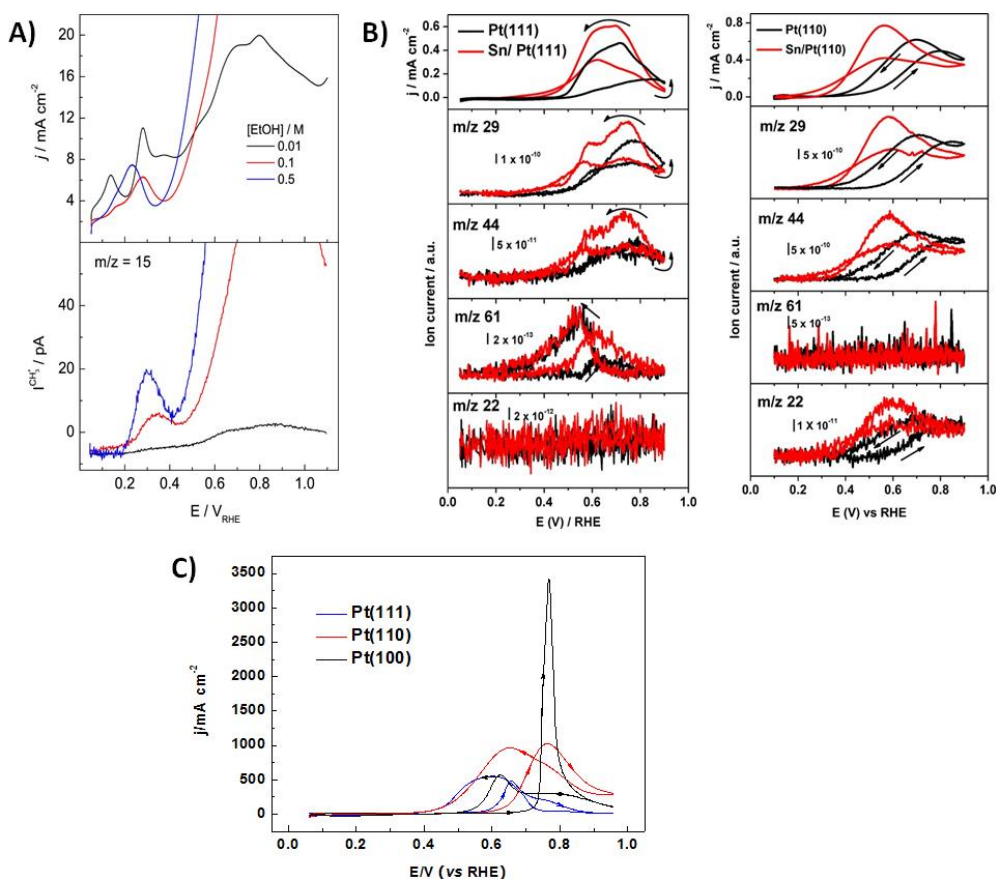 A)
j / mA cm-2
20
16
12
8
4
[EtOH] / M
0.01
0.1
0.5
m/z = 15
I CH3+ / pA
40
20
0
0.2 0.4 0.6 0.8 1.0
E / VRHE
B)
j / mA cm-2
0.6
0.4
0.2
0.0
Pt(111)
Sn/ Pt(111)
m/z 29
1 x 10-10
m/z 44
5 x 10-11
m/z 61
2 x 10-13
m/z 22
2 x 10-12
Ion current / a.u.
0.0 0.2 0.4 0.6 0.8 1.0
E (V) / RHE
j / mA cm-2
0.8
0.4
0.0
Pt(110)
Sn/Pt(110)
m/z 29
5 x 10-10
m/z 44
5 x 10-10
m/z 61
5 x 10-13
m/z 22
1 X 10-11
Ion current / a.u.
0.0 0.2 0.4 0.6 0.8 1.0
E (V) vs RHE
C)
j/mA cm-2
3500
3000
2500
2000
1500
1000
500
0
Pt(111)
Pt(110)
Pt(100)
0.0 0.2 0.4 0.6 0.8 1.0
E/V (vs RHE)